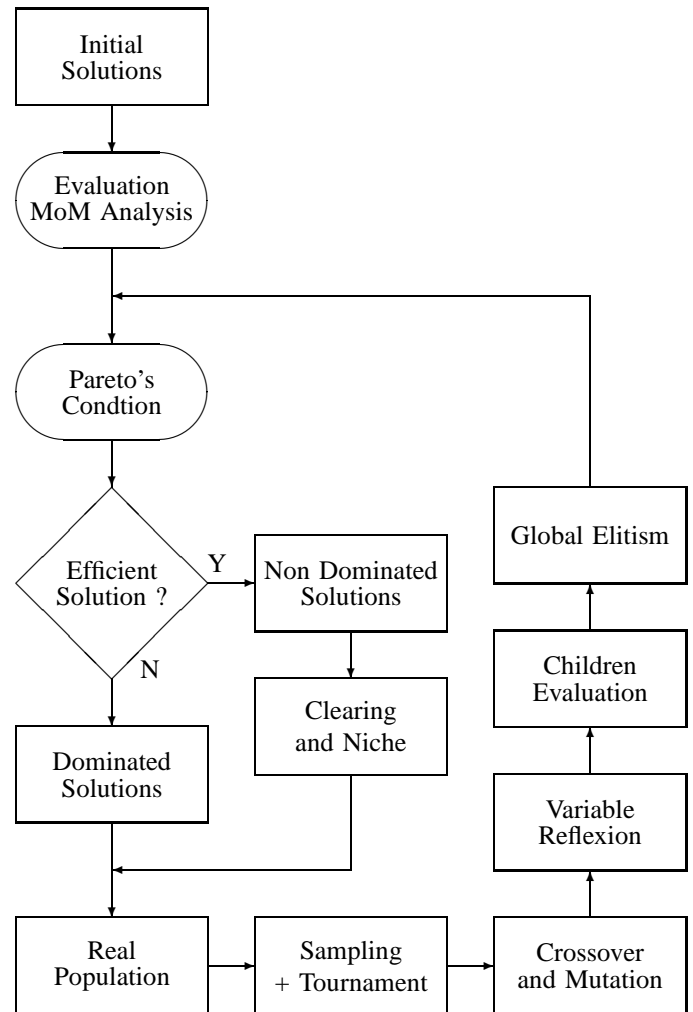 Initial
Solutions
Evaluation
MoM Analysis
Pareto's
Condtion
Efficient
Solution ?
Y
N
Non Dominated
Solutions
Clearing
and Niche
Dominated
Solutions
Real
Population
Sampling
+ Tournament
Crossover
and Mutation
Variable
Reflexion
Children
Evaluation
Global Elitism